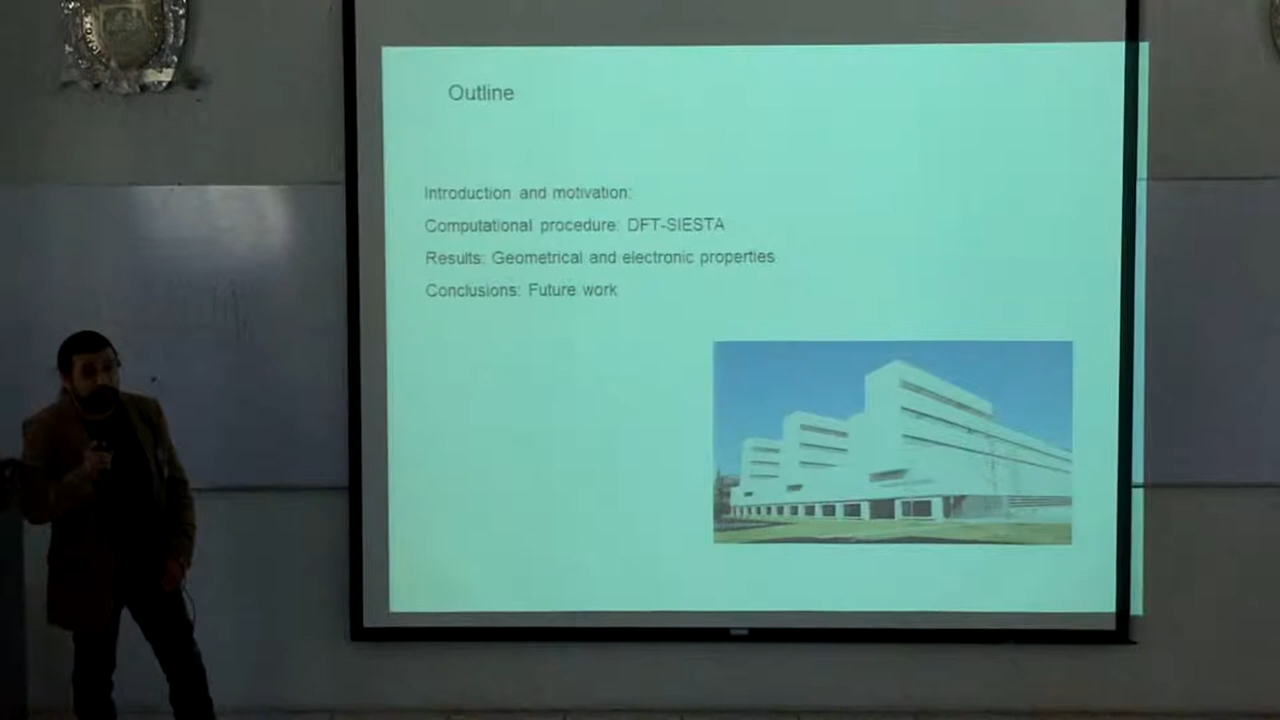 Outline
Introduction and motivation:
Computational procedure: DFT-SIESTA
Results: Geometrical and electronic properties
Conclusions: Future work